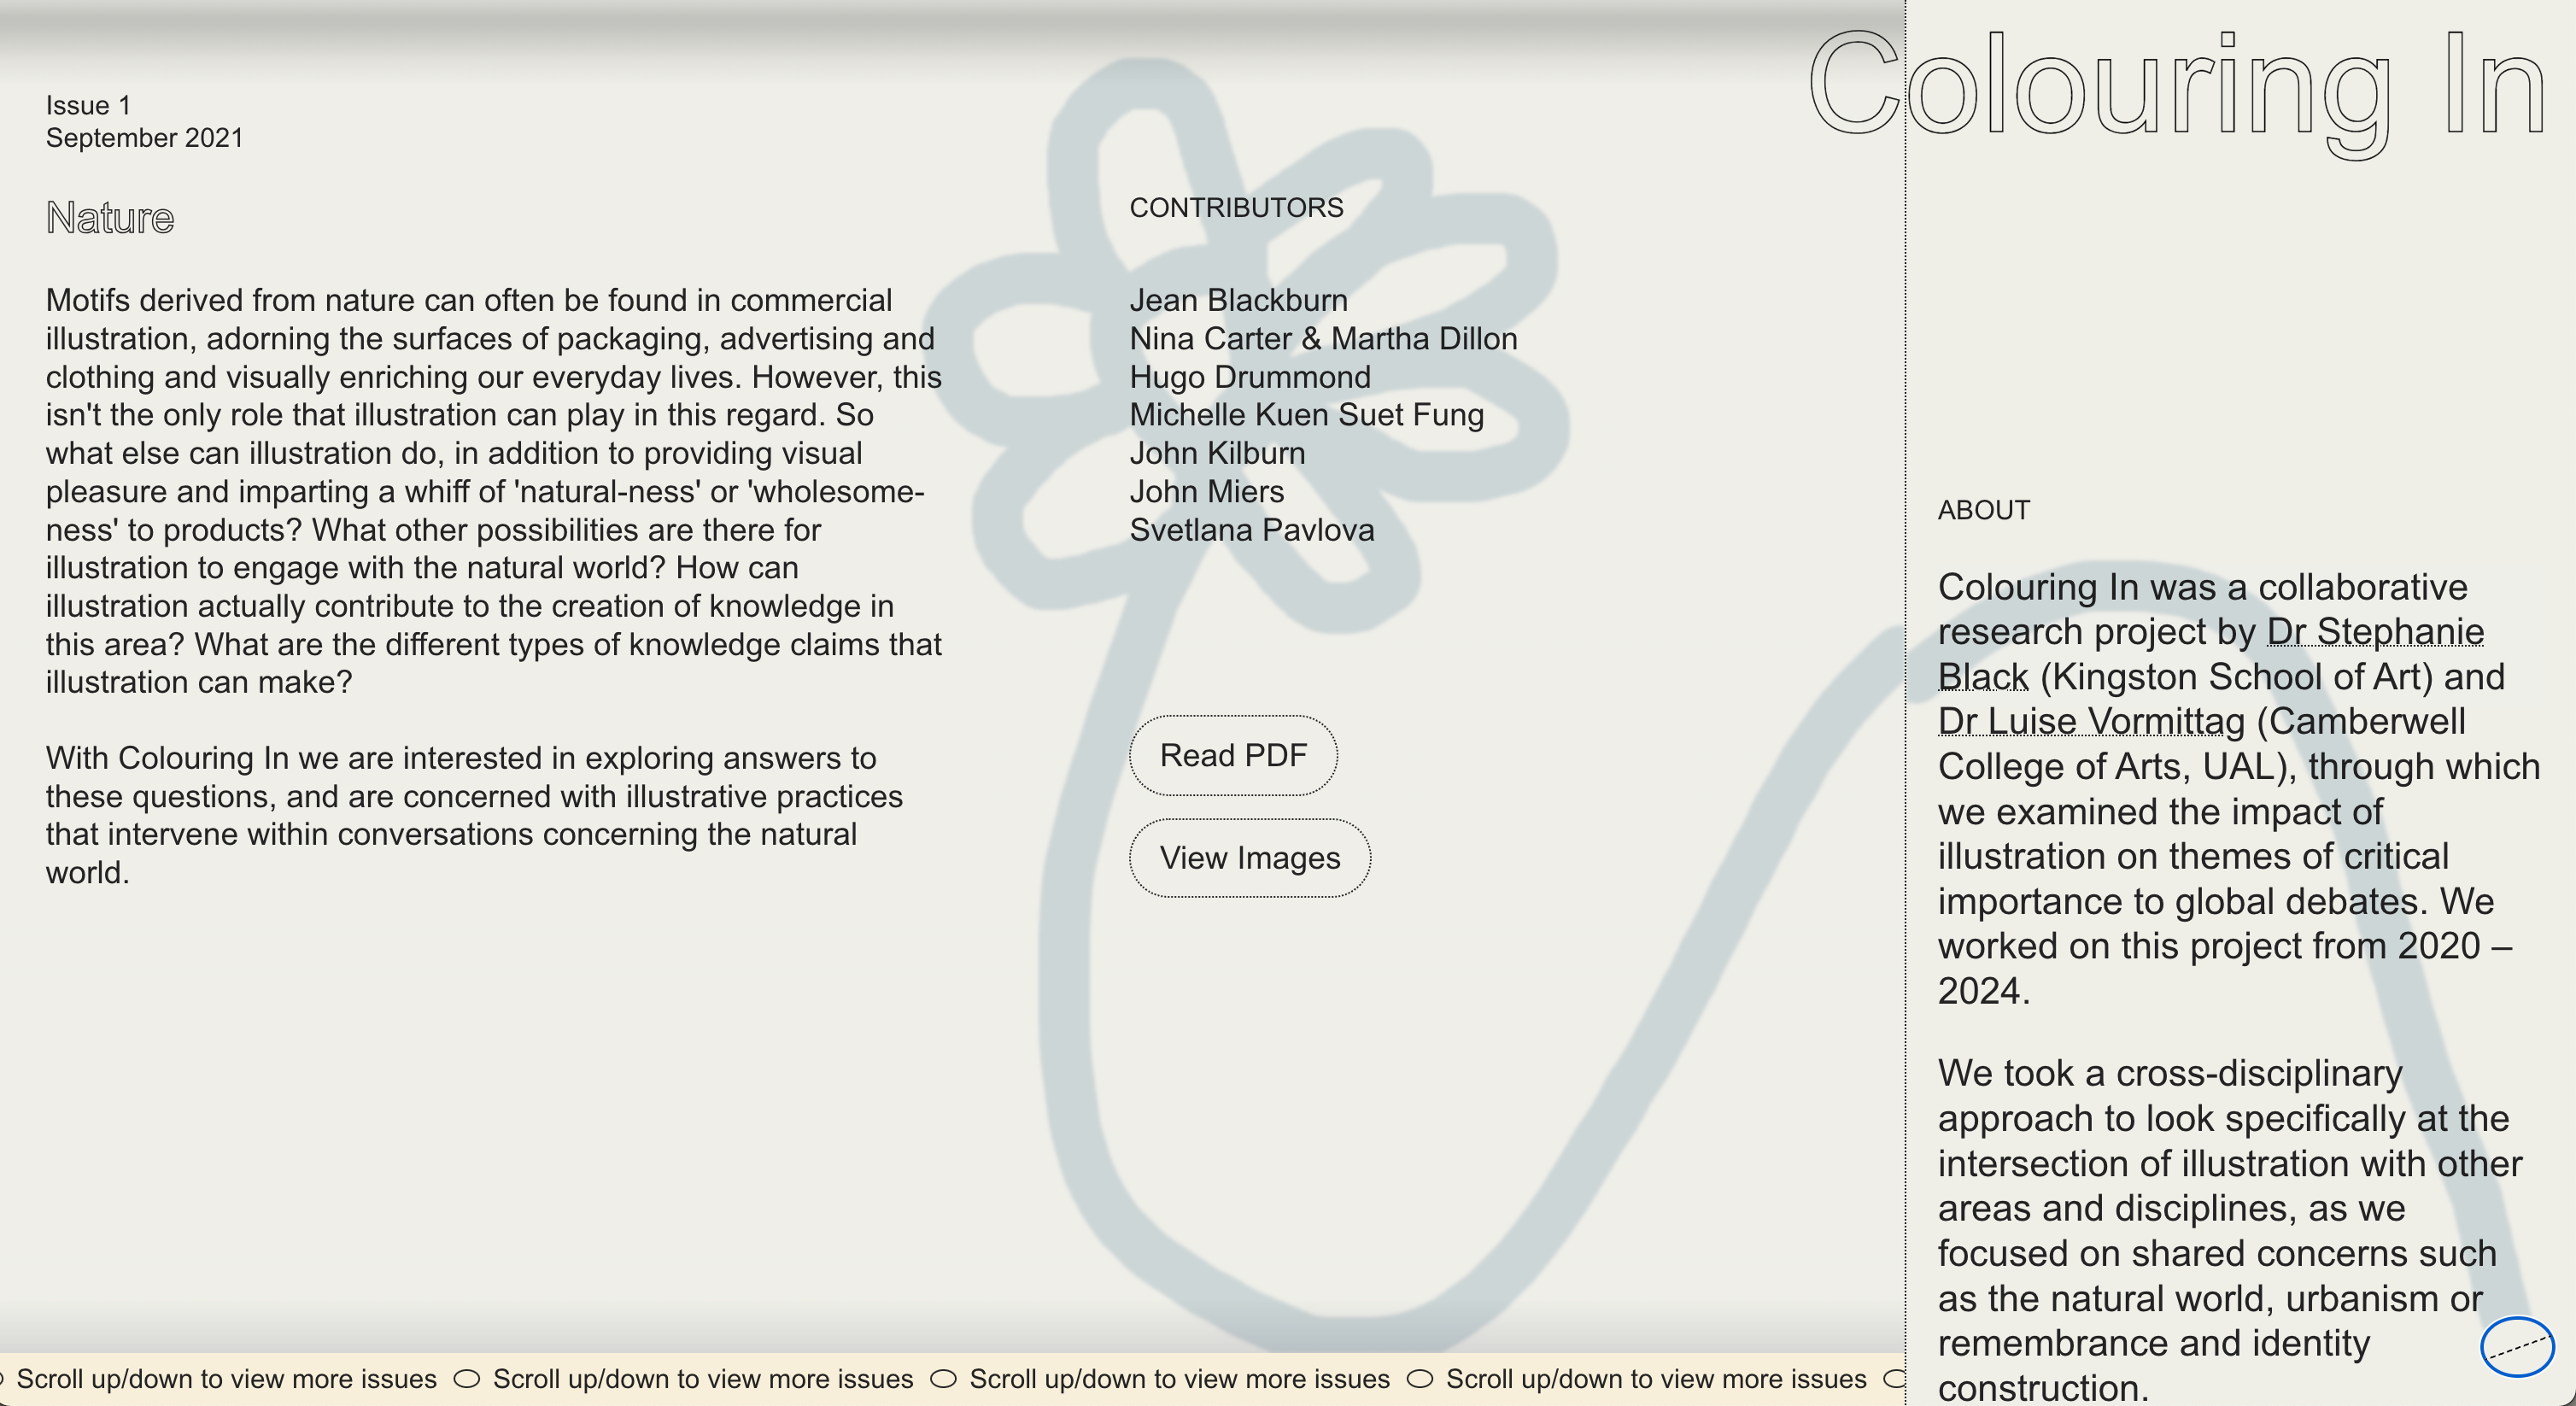 Colouring In
Issue 1
September 2021
Nature
Motifs derived from nature can often be found in commercial
illustration, adorning the surfaces of packaging, advertising and
clothing and visually enriching our everyday lives. However, this
isn't the only role that illustration can play in this regard. So
what else can illustration do, in addition to providing visual
pleasure and imparting a whiff of 'natural-ness' or 'wholesome-
ness' to products? What other possibilities are there for
illustration to engage with the natural world? How can
illustration actually contribute to the creation of knowledge in
this area? What are the different types of knowledge claims that
illustration can make?
With Colouring In we are interested in exploring answers to
these questions, and are concerned with illustrative practices
that intervene within conversations concerning the natural
world.
CONTRIBUTORS
Jean Blackburn
Nina Carter & Martha Dillon
Hugo Drummond
Michelle Kuen Suet Fung
John Kilburn
John Miers
Svetlana Pavlova
Read PDF
View Images
ABOUT
Colouring In was a collaborative
research project by Dr Stephanie
Black (Kingston School of Art) and
Dr Luise Vormittag (Camberwell
College of Arts, UAL), through which
we examined the impact of
illustration on themes of critical
importance to global debates. We
worked on this project from 2020 –
2024.
We took a cross-disciplinary
approach to look specifically at the
intersection of illustration with other
areas and disciplines, as we
focused on shared concerns such
as the natural world, urbanism or
remembrance and identity
construction.
Scroll up/down to view more issues Scroll up/down to view more issues Scroll up/down to view more issues Scroll up/down to view more issues